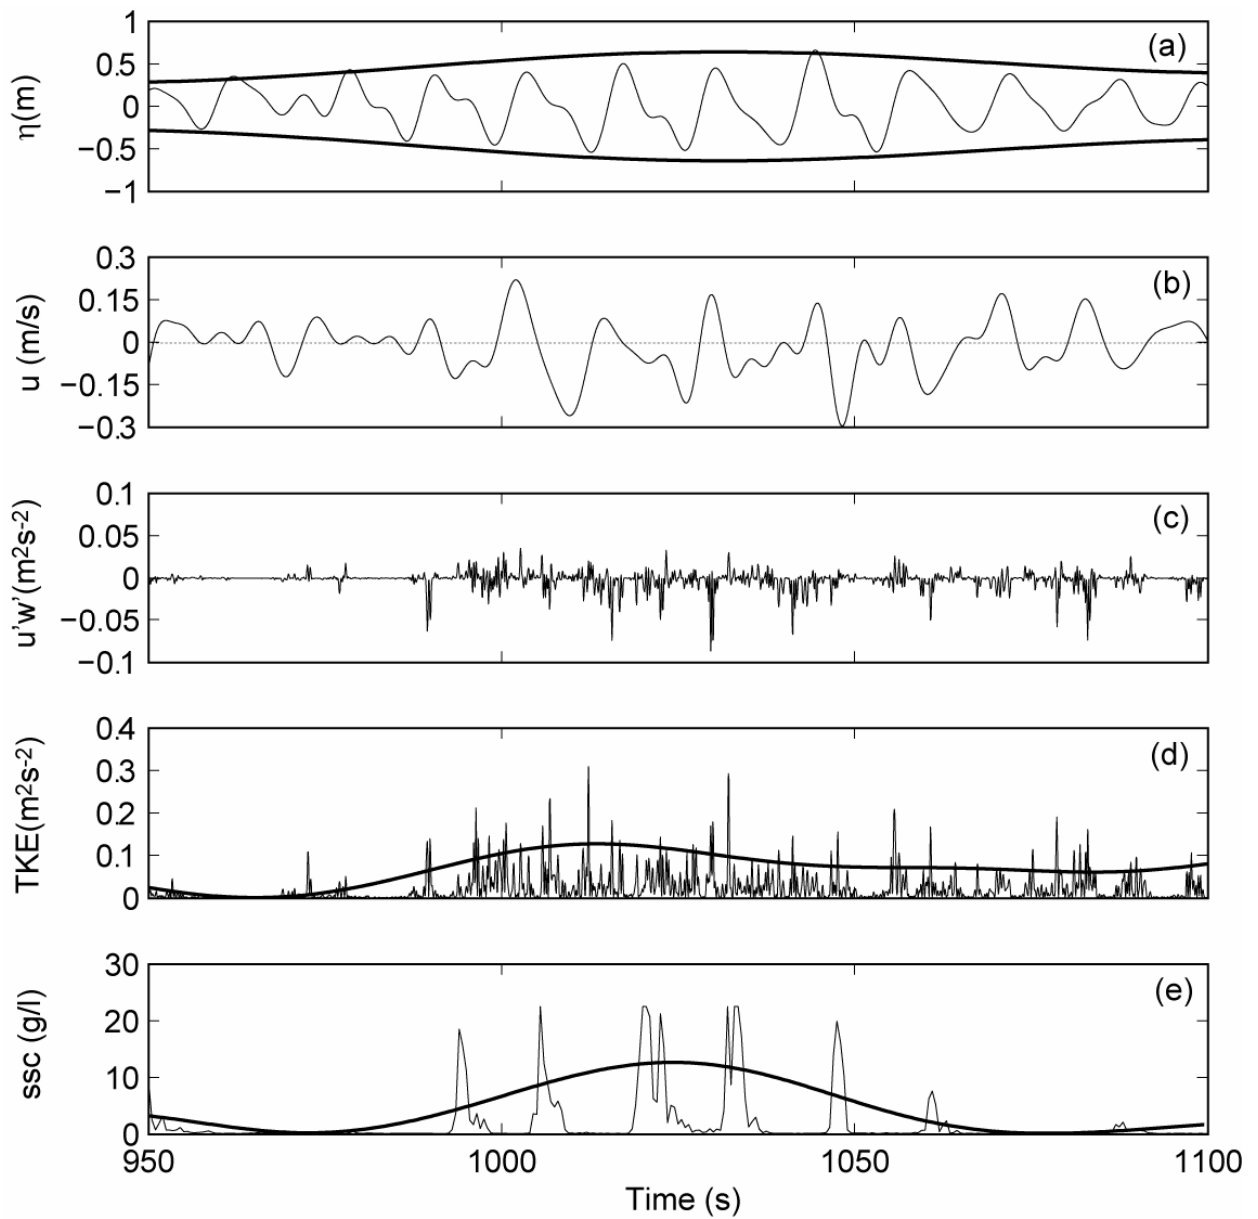 (a)
η(m)
1
0.5
0
−0.5
−1
(b)
u (m/s)
0.3
0.15
0
−0.15
−0.3
(c)
u'w'(m2s-2)
0.1
0.05
0
−0.05
−0.1
(d)
TKE(m2s-2)
0.4
0.3
0.2
0.1
0
(e)
ssc (g/l)
30
20
10
0
950 1000 1050 1100
Time (s)